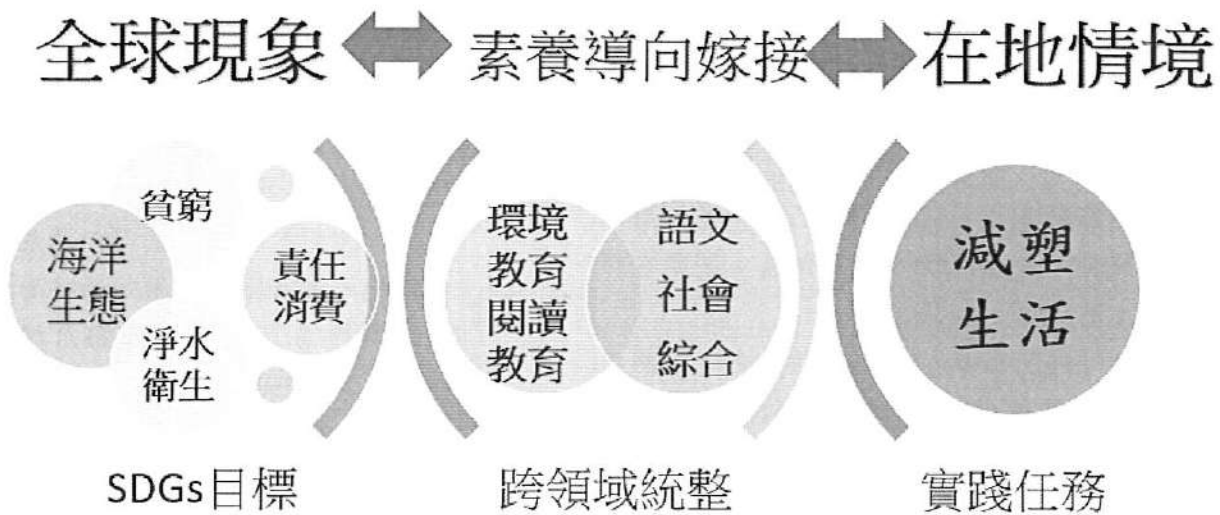 全球現象
素養導向嫁接
在地情境
貧窮
海洋
生態
淨水
衛生
責任
消費
環境
教育
閱讀
教育
語文
社會
綜合
減塑
生活
SDGs目標
跨領域統整
實踐任務